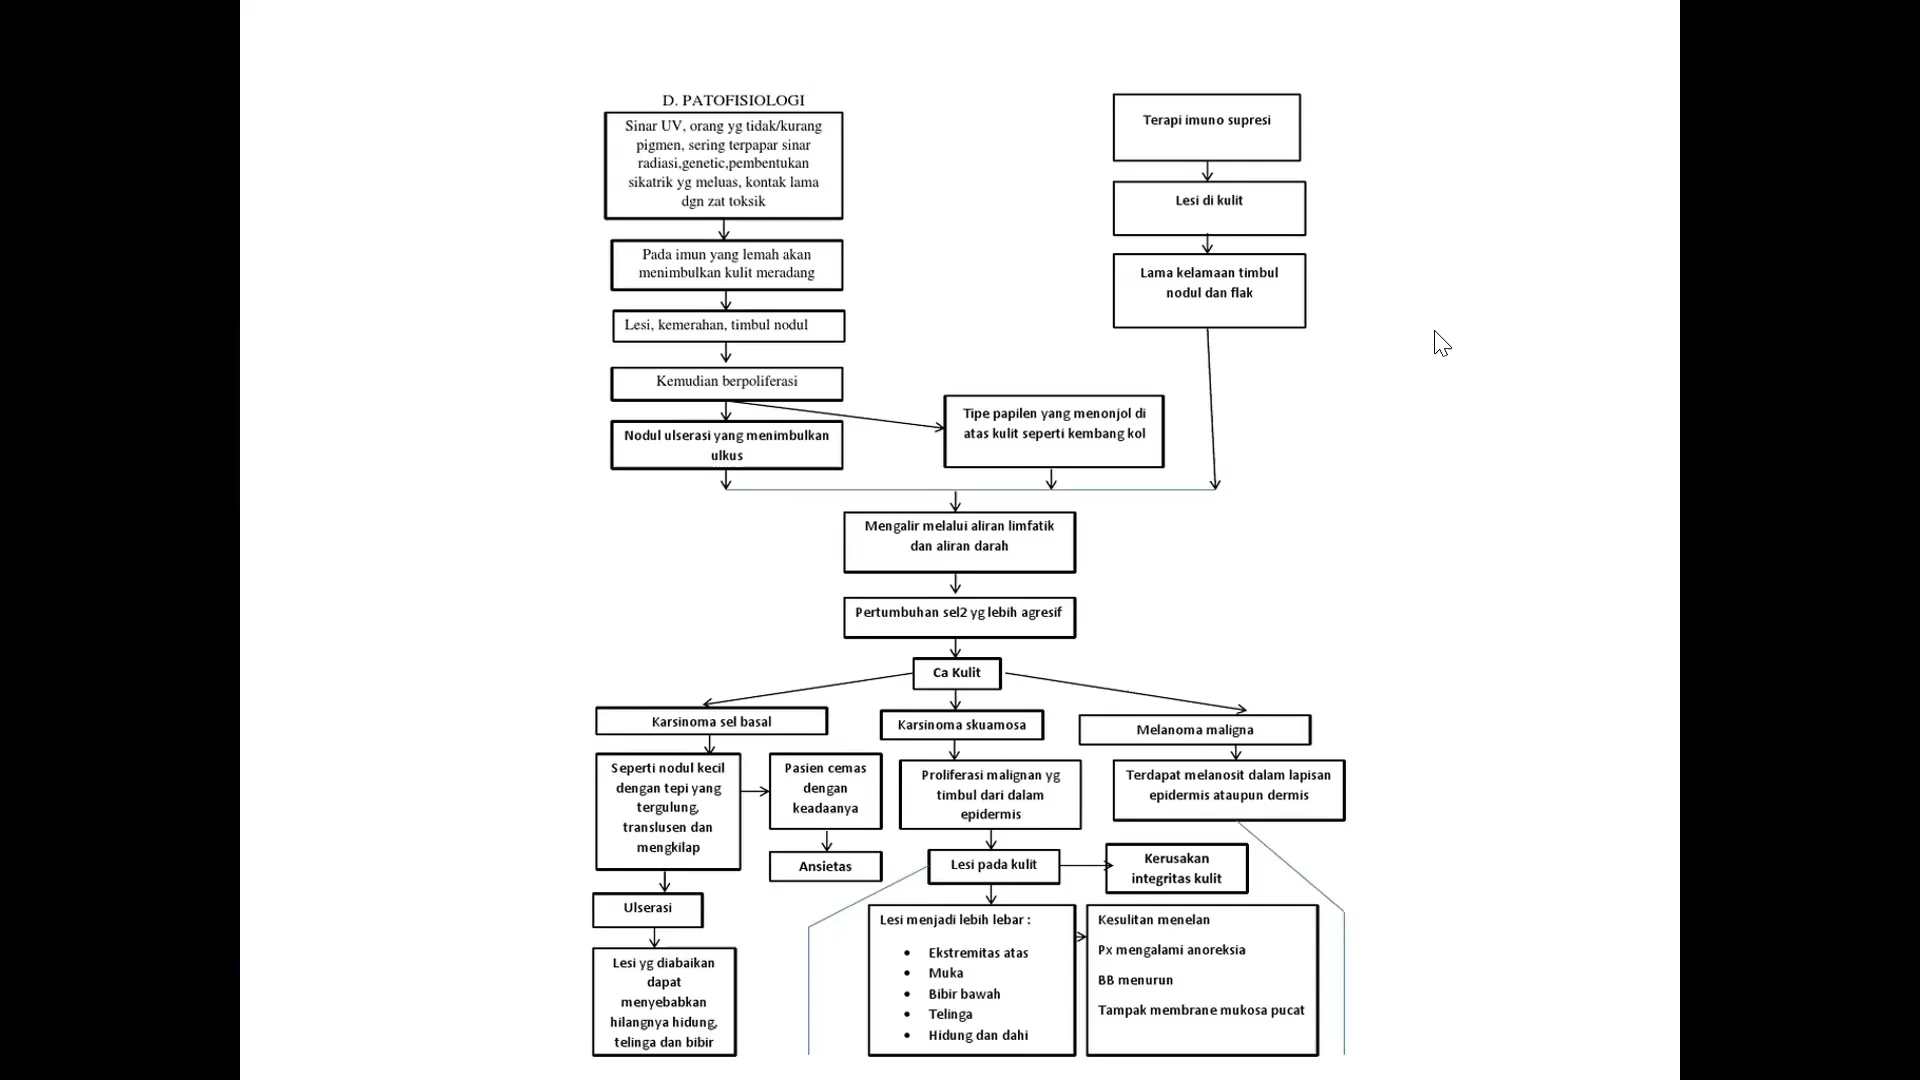 D. PATOFISIOLOGI
Sinar UV, orang yg tidak/kurang
pigmen, sering terpapar sinar
radiasi,genetic,pembentukan
sikatrik yg meluas, kontak lama
dgn zat toksik
Pada imun yang lemah akan
menimbulkan kulit meradang
Lesi, kemerahan, timbul nodul
Kemudian berpoliferasi
Nodul ulserasi yang menimbulkan
ulkus
Tipe papilen yang menonjol di
atas kulit seperti kembang kol
Terapi imuno supresi
Lesi di kulit
Lama kelamaan timbul
nodul dan flak
Mengalir melalui aliran limfatik
dan aliran darah
Pertumbuhan sel2 yg lebih agresif
Ca Kulit
Karsinoma sel basal
Seperti nodul kecil
dengan tepi yang
tergulung,
translusen dan
mengkilap
Pasien cemas
dengan
keadaanya
Ansietas
Ulserasi
Lesi yg diabaikan
dapat
menyebabkan
hilangnya hidung,
telinga dan bibir
Karsinoma skuamosa
Proliferasi malignan yg
timbul dari dalam
epidermis
Lesi pada kulit
Kerusakan
integritas kulit
Lesi menjadi lebih lebar :
• Ekstremitas atas
• Muka
• Bibir bawah
• Telinga
• Hidung dan dahi
Kesulitan menelan
Px mengalami anoreksia
BB menurun
Tampak membrane mukosa pucat
Melanoma maligna
Terdapat melanosit dalam lapisan
epidermis ataupun dermis